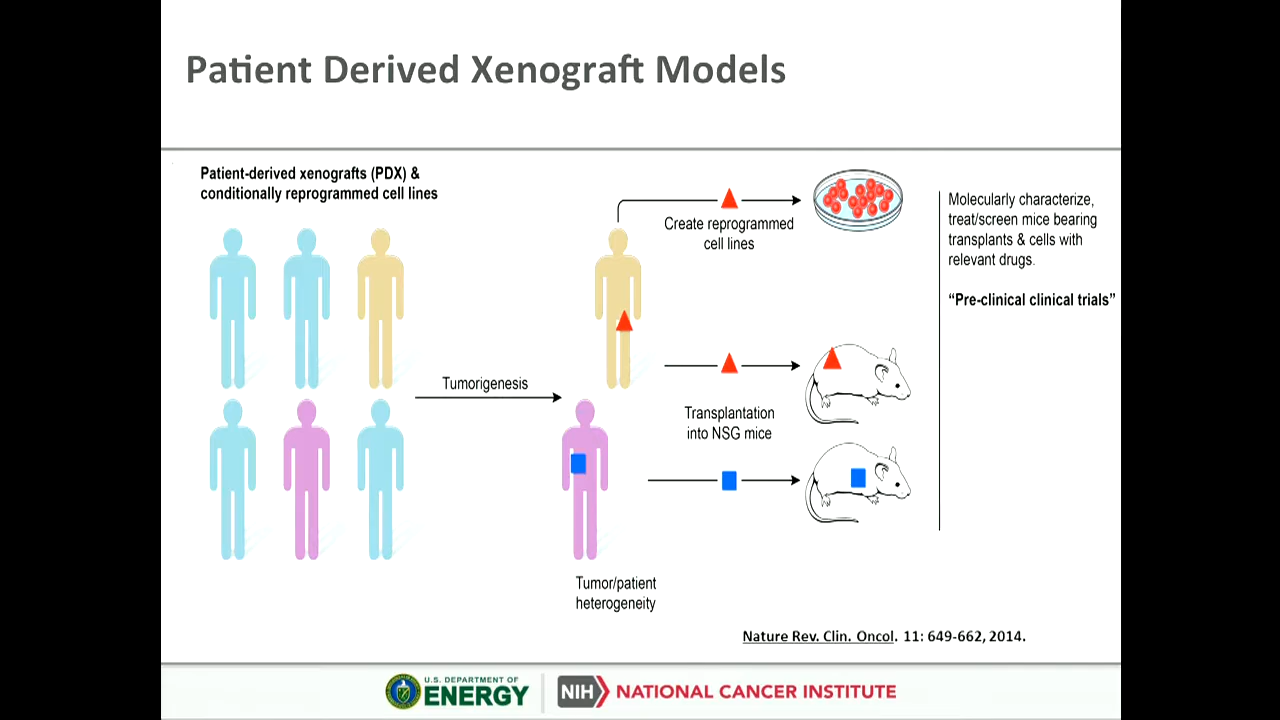 Patient Derived Xenograft Models
Patient-derived xenografts (PDX) &
conditionally reprogrammed cell lines
Create reprogrammed
cell lines
Molecularly characterize,
treat/screen mice bearing
transplants & cells with
relevant drugs.
“Pre-clinical clinical trials”
Tumorigenesis
Transplantation
into NSG mice
Tumor/patient
heterogeneity
Nature Rev. Clin. Oncol. 11: 649-662, 2014.
U.S. DEPARTMENT OF
ENERGY
NIH NATIONAL CANCER INSTITUTE